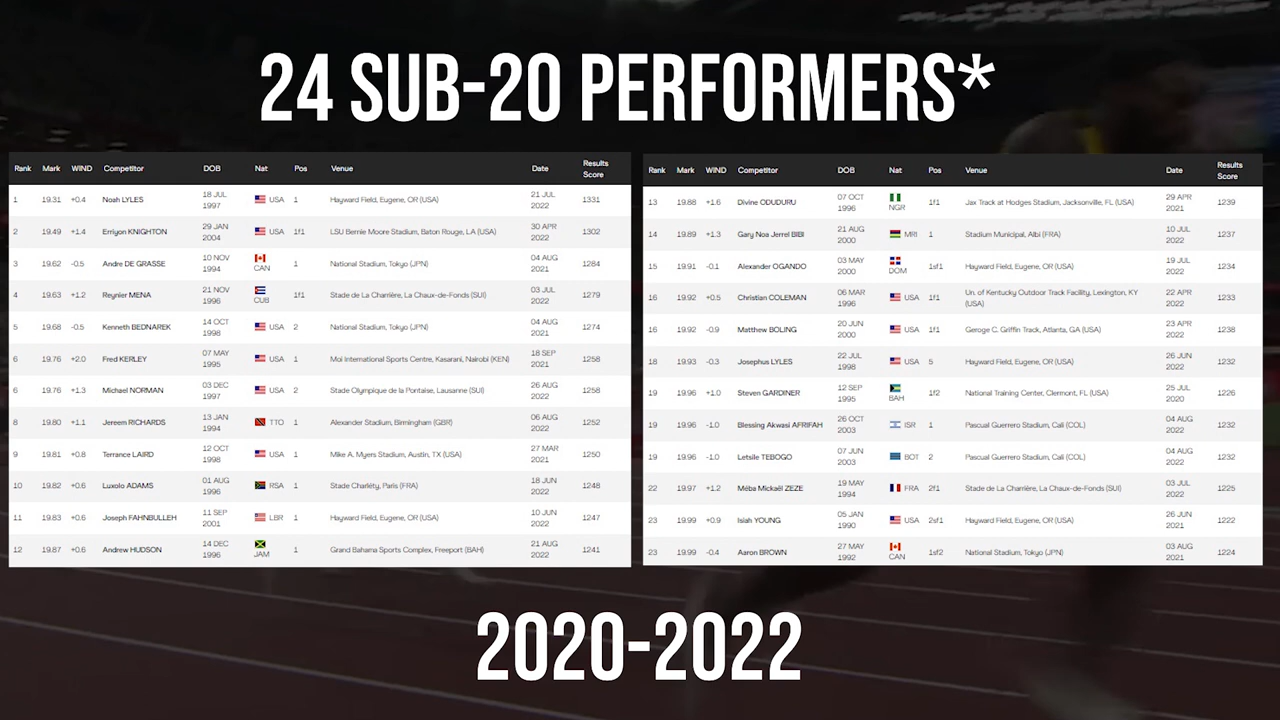 24 SUB-20 PERFORMERS*
Rank Mark WIND Competitor DOB Nat Pos Venue Date Results Score
1 19.31 +0.4 Noah LYLES 18 JUL 1997 USA 1 Hayward Field, Eugene, OR (USA) 21 JUL 2022 1331
2 19.49 +1.4 Erriyon KNIGHTON 29 JAN 2004 USA 1f1 LSU Bernie Moore Stadium, Baton Rouge, LA (USA) 30 APR 2022 1302
3 19.62 -0.5 Andre DE GRASSE 10 NOV 1994 CAN 1 National Stadium, Tokyo (JPN) 04 AUG 2021 1284
4 19.63 +1.2 Reynier MENA 21 NOV 1996 CUB 1f1 Stade de La Charrière, La Chaux-de-Fonds (SUI) 03 JUL 2022 1279
5 19.68 -0.5 Kenneth BEDNAREK 14 OCT 1998 USA 2 National Stadium, Tokyo (JPN) 04 AUG 2021 1274
6 19.76 +2.0 Fred KERLEY 07 MAY 1995 USA 1 Moi International Sports Centre, Kasarani, Nairobi (KEN) 18 SEP 2021 1258
6 19.76 +1.3 Michael NORMAN 03 DEC 1997 USA 2 Stade Olympique de la Pontaise, Lausanne (SUI) 26 AUG 2022 1258
8 19.80 +1.1 Jereem RICHARDS 13 JAN 1994 TTO 1 Alexander Stadium, Birmingham (GBR) 06 AUG 2022 1252
9 19.81 +0.8 Terrance LAIRD 12 OCT 1998 USA 1 Mike A. Myers Stadium, Austin, TX (USA) 27 MAR 2021 1250
10 19.82 +0.6 Luxolo ADAMS 01 AUG 1996 RSA 1 Stade Charléty, Paris (FRA) 18 JUN 2022 1248
11 19.83 +0.6 Joseph FAHNBULLEH 11 SEP 2001 LBR 1 Hayward Field, Eugene, OR (USA) 10 JUN 2022 1247
12 19.87 +0.6 Andrew HUDSON 14 DEC 1996 JAM 1 Grand Bahama Sports Complex, Freeport (BAH) 21 AUG 2022 1241
Rank Mark WIND Competitor DOB Nat Pos Venue Date Results Score
13 19.88 +1.6 Divine ODUDURU 07 OCT 1996 NGR 1f1 Jax Track at Hodges Stadium, Jacksonville, FL (USA) 29 APR 2021 1239
14 19.89 +1.3 Gary Noa Jerrel BIBI 21 AUG 2000 MRI 1 Stadium Municipal, Albi (FRA) 10 JUL 2022 1237
15 19.91 -0.1 Alexander OGANDO 03 MAY 2000 DOM 1sf1 Hayward Field, Eugene, OR (USA) 19 JUL 2022 1234
16 19.92 +0.5 Christian COLEMAN 06 MAR 1996 USA 1f1 Un. of Kentucky Outdoor Track Facility, Lexington, KY (USA) 22 APR 2022 1233
16 19.92 -0.9 Matthew BOLING 20 JUN 2000 USA 1f1 Geroge C. Griffin Track, Atlanta, GA (USA) 23 APR 2022 1238
18 19.93 -0.3 Josephus LYLES 22 JUL 1998 USA 5 Hayward Field, Eugene, OR (USA) 26 JUN 2022 1232
19 19.96 +1.0 Steven GARDINER 12 SEP 1995 BAH 1f2 National Training Center, Clermont, FL (USA) 25 JUL 2020 1226
19 19.96 -1.0 Blessing Akwasi AFRIFAH 26 OCT 2003 ISR 1 Pascual Guerrero Stadium, Cali (COL) 04 AUG 2022 1232
19 19.96 -1.0 Letsile TEBOGO 07 JUN 2003 BOT 2 Pascual Guerrero Stadium, Cali (COL) 04 AUG 2022 1232
22 19.97 +1.2 Méba Mickaël ZEZE 19 MAY 1994 FRA 2f1 Stade de La Charrière, La Chaux-de-Fonds (SUI) 03 JUL 2022 1225
23 19.99 +0.9 Isiah YOUNG 05 JAN 1990 USA 2sf1 Hayward Field, Eugene, OR (USA) 26 JUN 2021 1222
23 19.99 -0.4 Aaron BROWN 27 MAY 1992 CAN 1sf2 National Stadium, Tokyo (JPN) 03 AUG 2021 1224
2020-2022